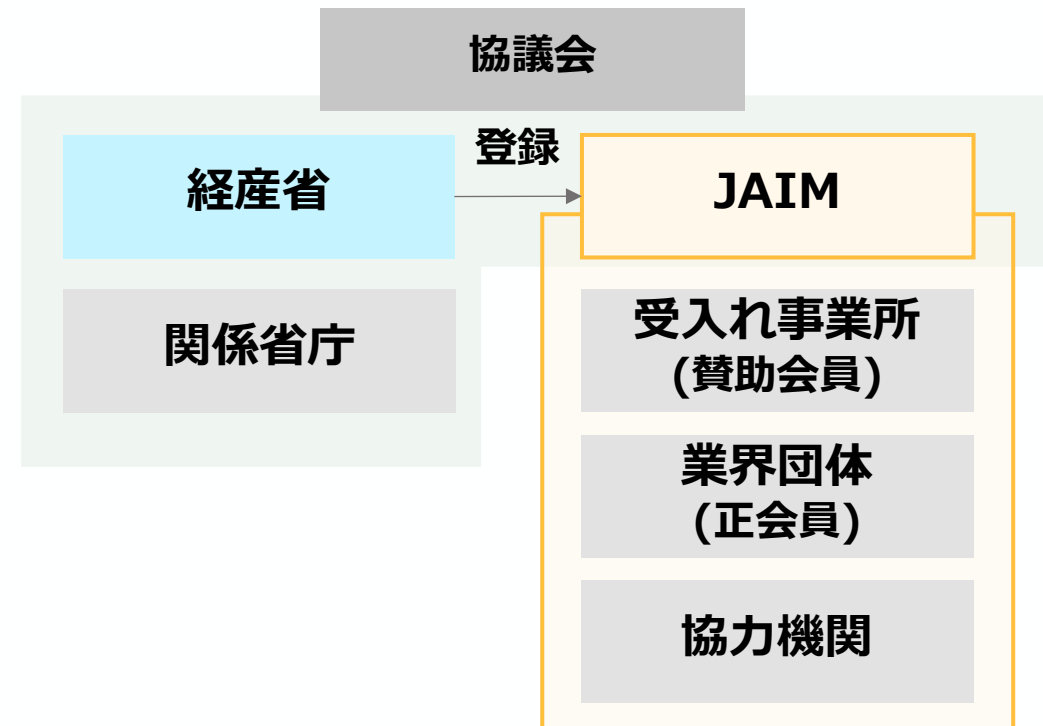 協議会
登録
経産省
JAIM
関係省庁
受入れ事業所
(賛助会員)
業界団体
(正会員)
協力機関